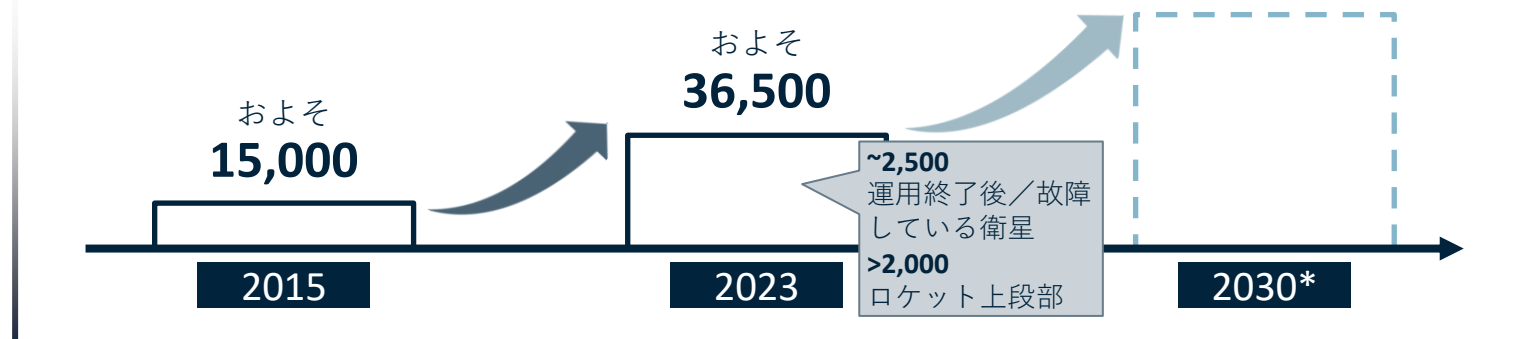 およそ
15,000
およそ
36,500
~2,500
運用終了後／故障
している衛星
>2,000
ロケット上段部
2015
2023
2030*